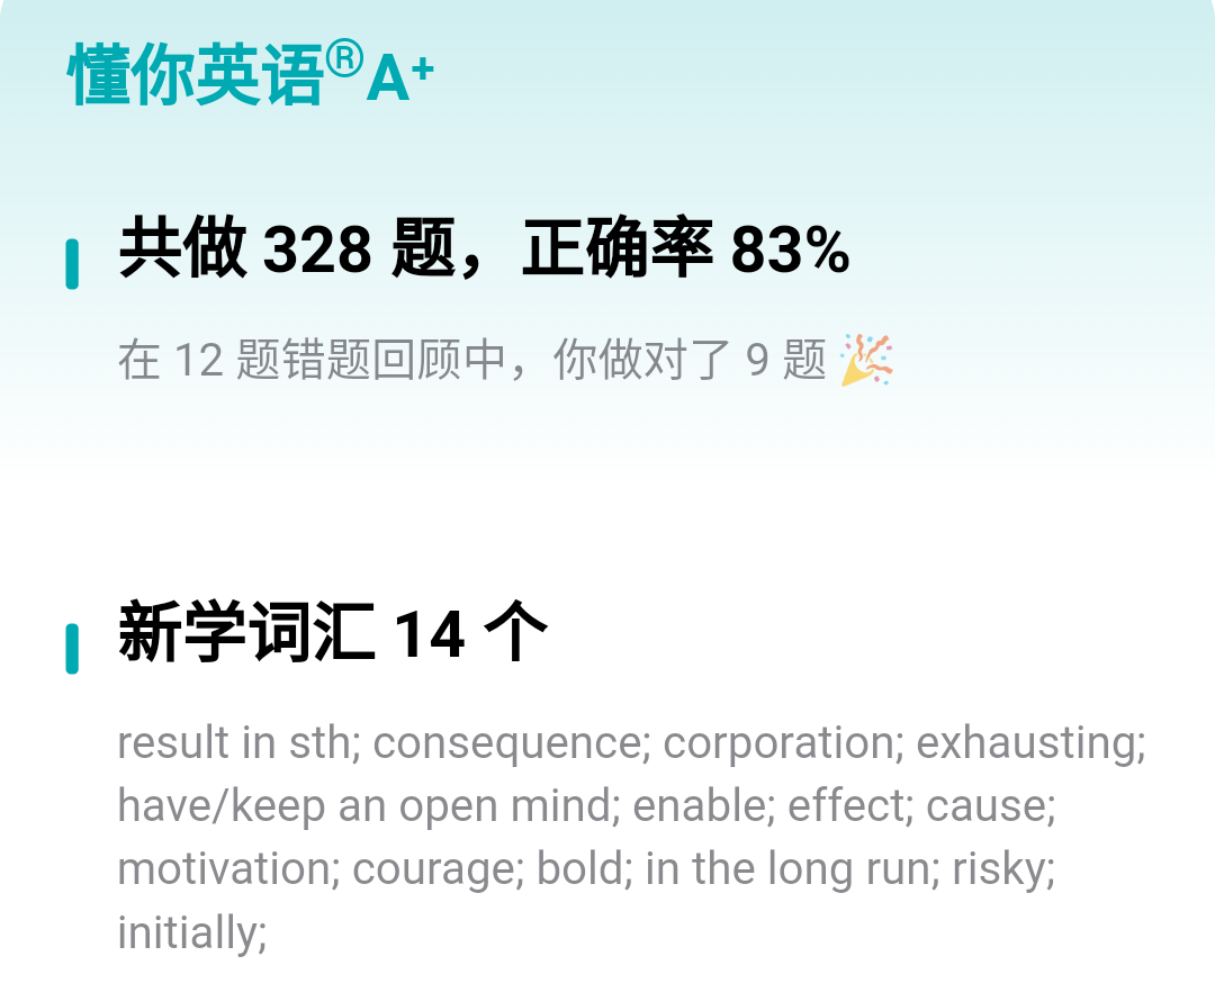 懂你英语®A⁺
共做 328 题，正确率 83%
在 12 题错题回顾中，你做对了 9 题 🎉
新学词汇 14 个
result in sth; consequence; corporation; exhausting;
have/keep an open mind; enable; effect; cause;
motivation; courage; bold; in the long run; risky;
initially;